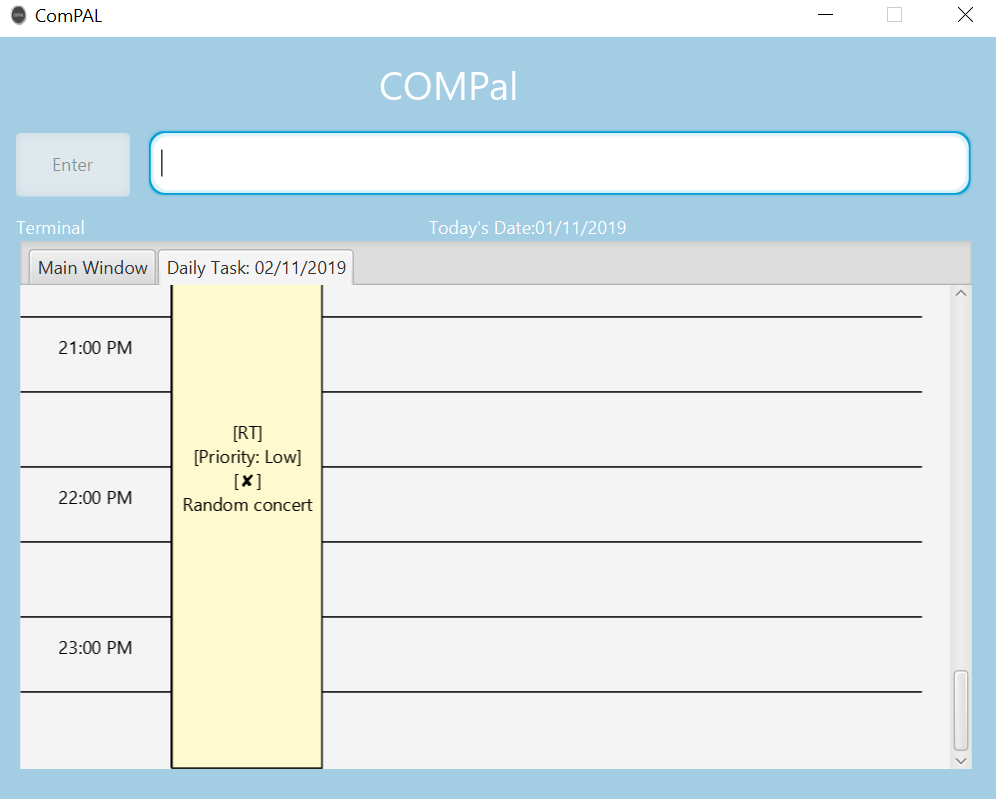 ComPAL
COMPal
Enter
Terminal
Today's Date:01/11/2019
Main Window
Daily Task: 02/11/2019
21:00 PM
[RT]
[Priority: Low]
[✘]
Random concert
22:00 PM
23:00 PM